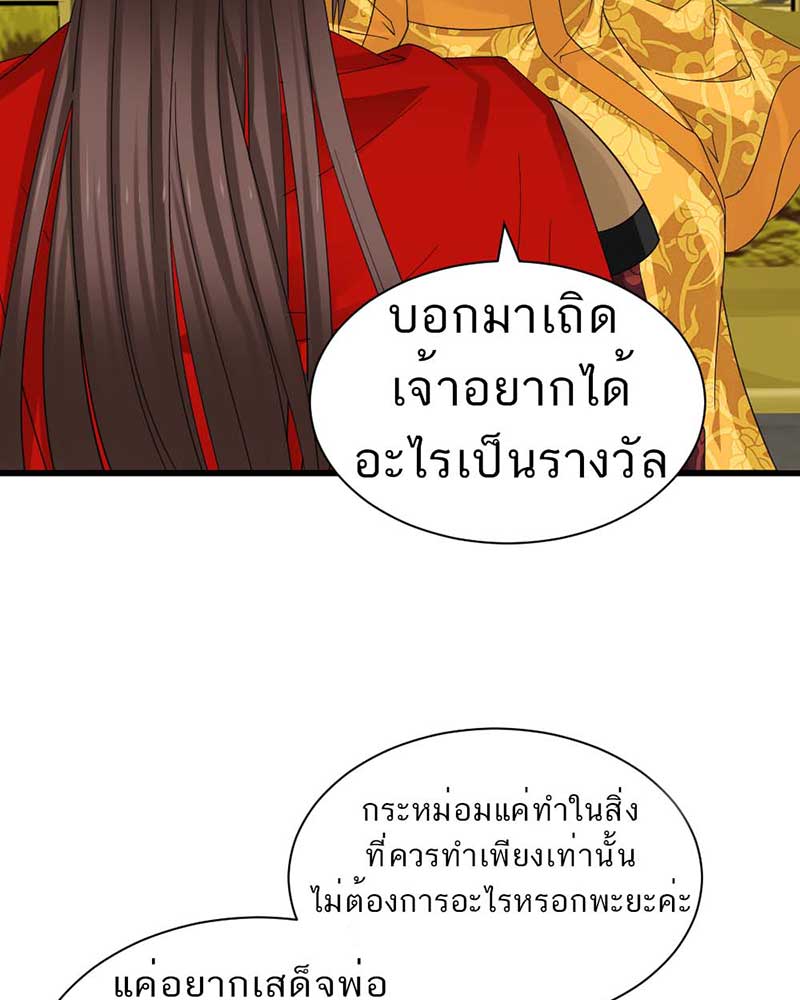 บอกมาเถิด
เจ้าอยากได้
อะไรเป็นรางวัล
กระหม่อมแค่ทำในสิ่ง
ที่ควรทำเพียงเท่านั้น
ไม่ต้องการอะไรหรอกพะยะค่ะ
แค่อยากเสด็จพ่อ